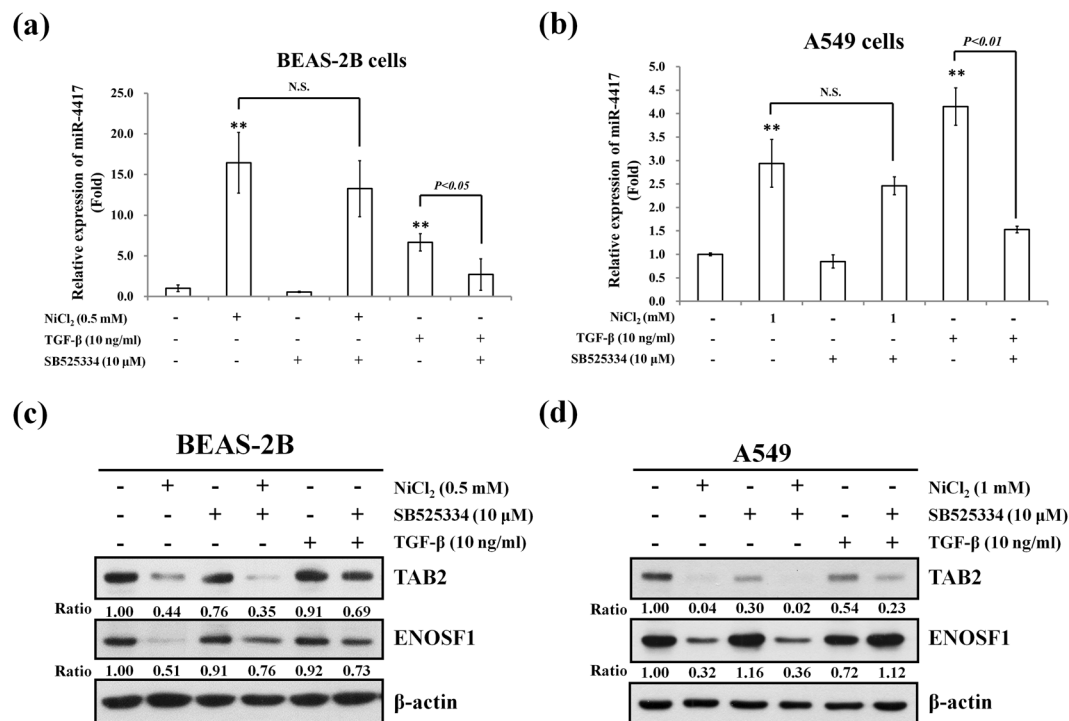 (a)
BEAS-2B cells
Relative expression of miR-4417
(Fold)
25.0
20.0
15.0
10.0
5.0
0.0
N.S.
**
**
P<0.05
NiCl₂ (0.5 mM) - + - + - -
TGF-β (10 ng/ml) - - - - + +
SB525334 (10 μM) - - + + - +
(b)
A549 cells
Relative expression of miR-4417
(Fold)
5.0
4.5
4.0
3.5
3.0
2.5
2.0
1.5
1.0
0.5
0.0
N.S.
**
**
P<0.01
NiCl₂ (mM) - 1 - 1 - -
TGF-β (10 ng/ml) - - - - + +
SB525334 (10 μM) - - + + - +
(c)
BEAS-2B
- + - + - - NiCl₂ (0.5 mM)
- - + + - + SB525334 (10 μM)
- - - - + + TGF-β (10 ng/ml)
TAB2
Ratio 1.00 0.44 0.76 0.35 0.91 0.69
ENOSF1
Ratio 1.00 0.51 0.91 0.76 0.92 0.73
β-actin
(d)
A549
- + - + - - NiCl₂ (1 mM)
- - + + - + SB525334 (10 μM)
- - - - + + TGF-β (10 ng/ml)
TAB2
Ratio 1.00 0.04 0.30 0.02 0.54 0.23
ENOSF1
Ratio 1.00 0.32 1.16 0.36 0.72 1.12
β-actin